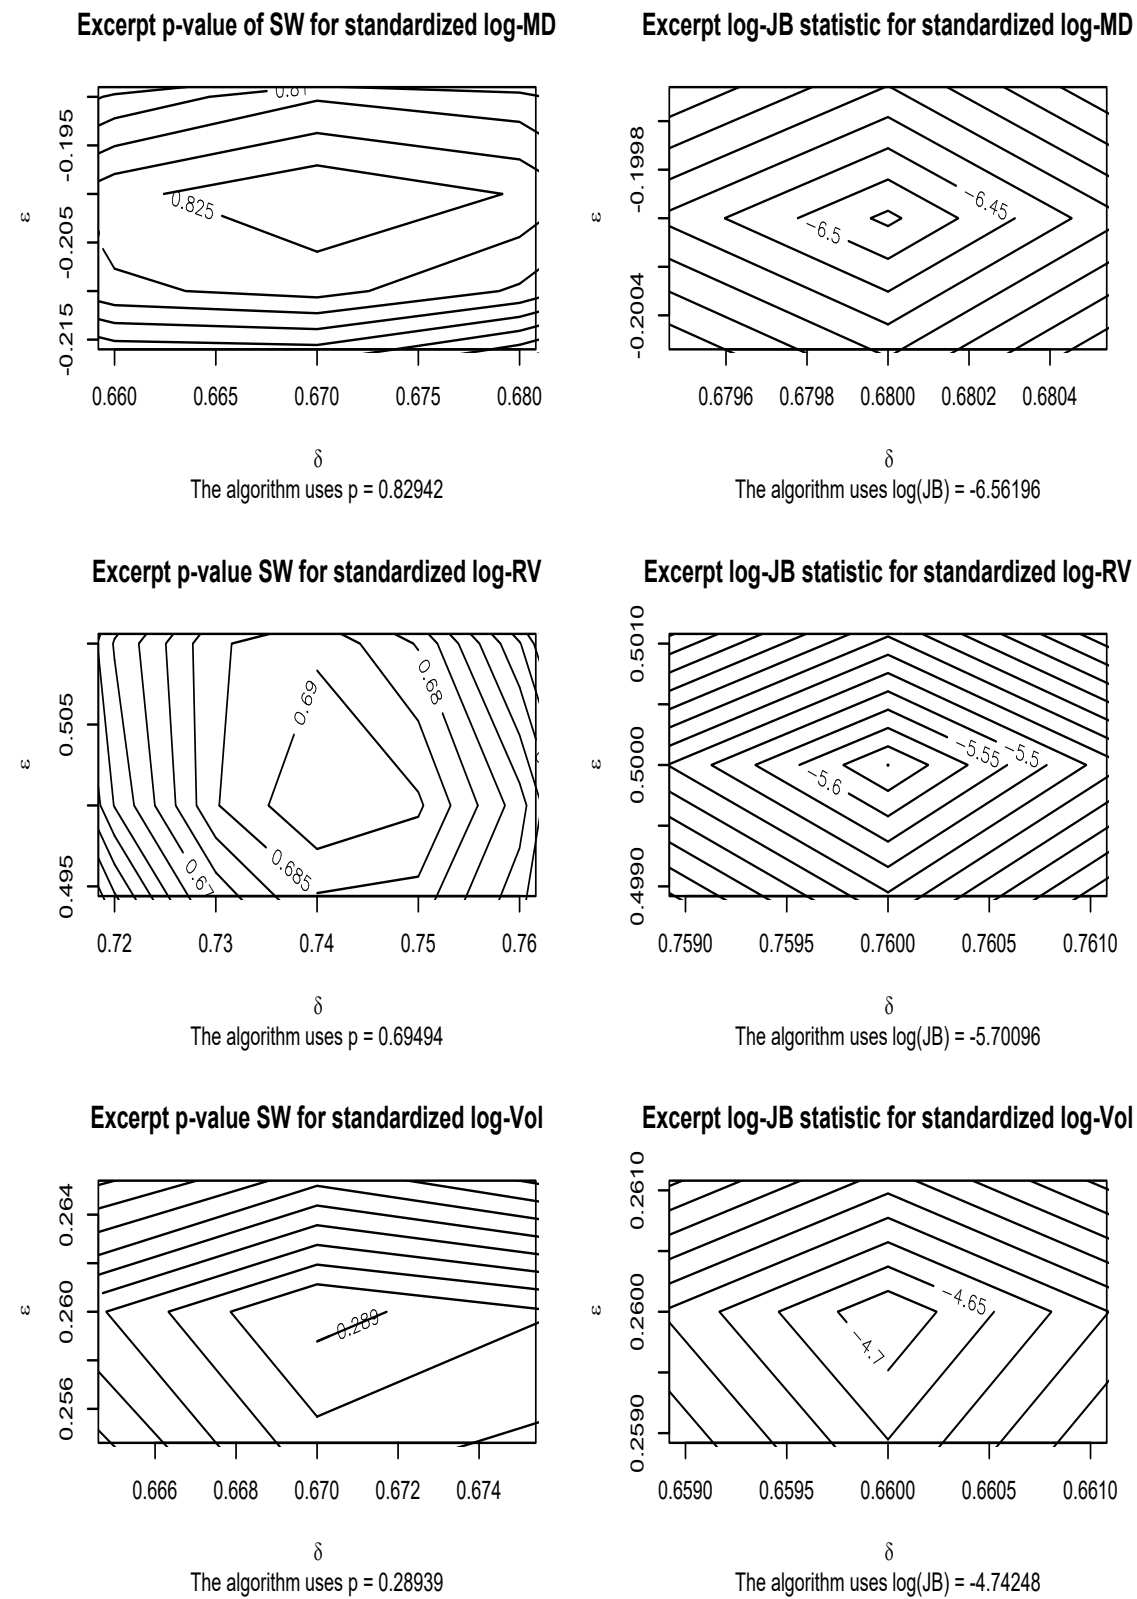 Excerpt p-value of SW for standardized log-MD
0.81
0.825
-0.195
-0.205
-0.215
ε
0.660 0.665 0.670 0.675 0.680
δ
The algorithm uses p = 0.82942
Excerpt log-JB statistic for standardized log-MD
−6.45
−6.5
-0.1998
-0.2004
ε
0.6796 0.6798 0.6800 0.6802 0.6804
δ
The algorithm uses log(JB) = -6.56196
Excerpt p-value SW for standardized log-RV
0.69
0.68
0.685
0.67
0.505
0.495
ε
0.72 0.73 0.74 0.75 0.76
δ
The algorithm uses p = 0.69494
Excerpt log-JB statistic for standardized log-RV
−5.55
−5.5
−5.6
0.5010
0.5000
0.4990
ε
0.7590 0.7595 0.7600 0.7605 0.7610
δ
The algorithm uses log(JB) = -5.70096
Excerpt p-value SW for standardized log-Vol
0.289
0.264
0.260
0.256
ε
0.666 0.668 0.670 0.672 0.674
δ
The algorithm uses p = 0.28939
Excerpt log-JB statistic for standardized log-Vol
−4.65
−4.7
0.2610
0.2600
0.2590
ε
0.6590 0.6595 0.6600 0.6605 0.6610
δ
The algorithm uses log(JB) = -4.74248